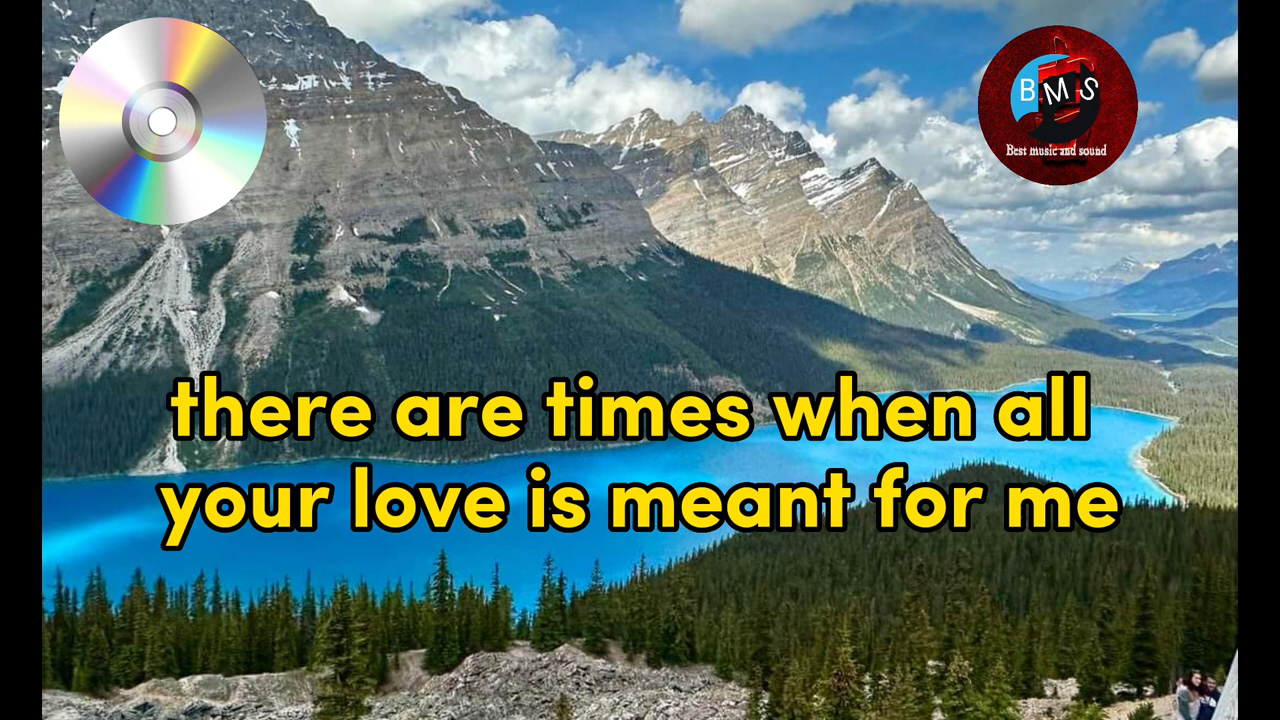 BMS
Best music and sound
there are times when all
your love is meant for me